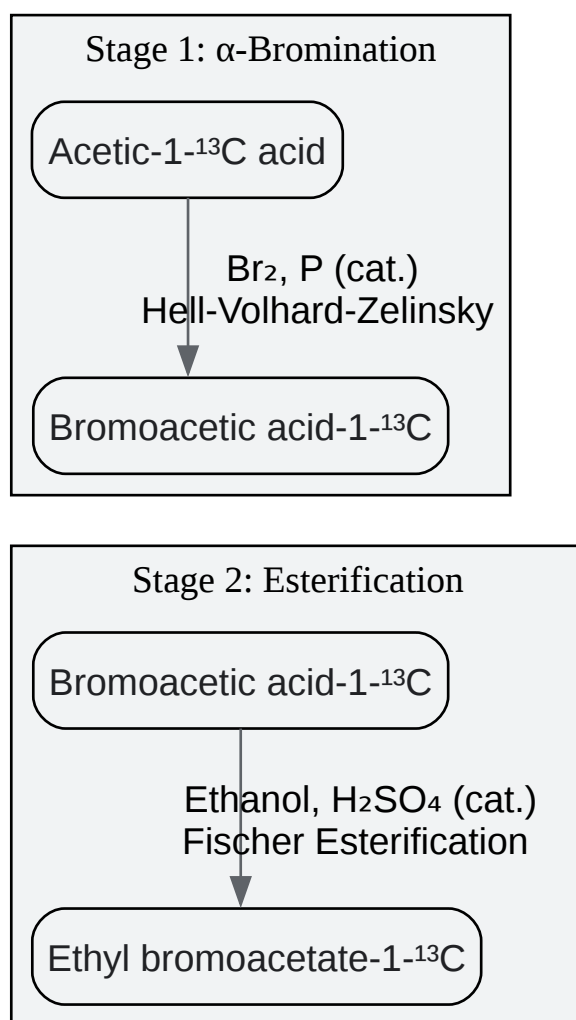 Stage 1: α-Bromination
Acetic-1-¹³C acid
Br₂, P (cat.)
Hell-Volhard-Zelinsky
Bromoacetic acid-1-¹³C
Stage 2: Esterification
Bromoacetic acid-1-¹³C
Ethanol, H₂SO₄ (cat.)
Fischer Esterification
Ethyl bromoacetate-1-¹³C